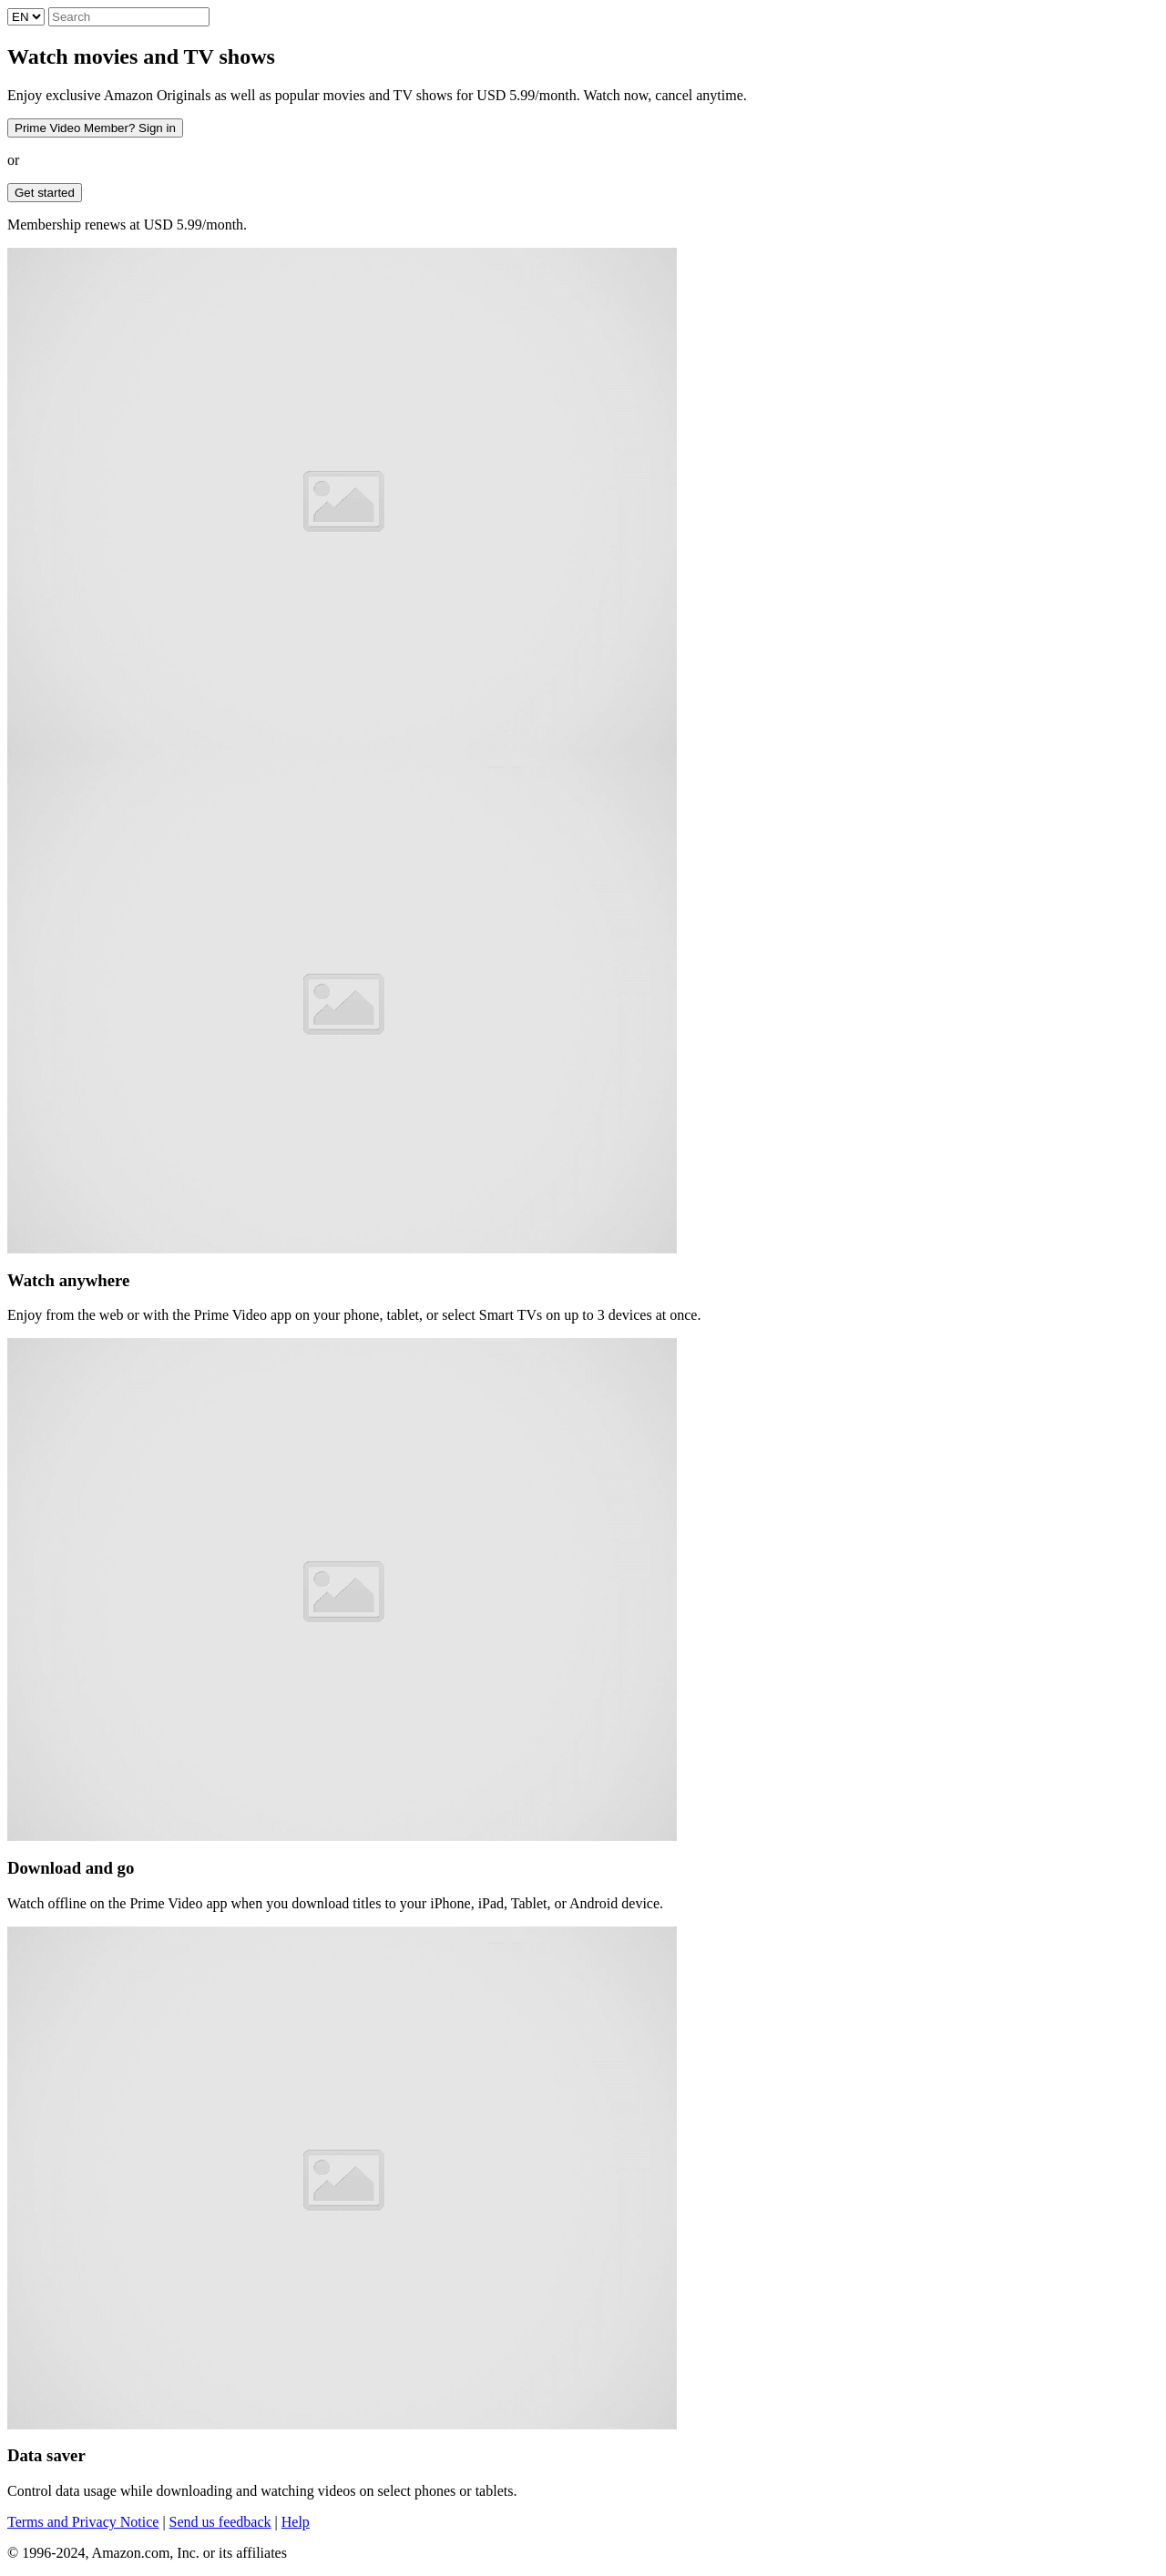 EN Search
Watch movies and TV shows
Enjoy exclusive Amazon Originals as well as popular movies and TV shows for USD 5.99/month. Watch now, cancel anytime.
Prime Video Member? Sign in
or
Get started
Membership renews at USD 5.99/month.
Watch anywhere
Enjoy from the web or with the Prime Video app on your phone, tablet, or select Smart TVs on up to 3 devices at once.
Download and go
Watch offline on the Prime Video app when you download titles to your iPhone, iPad, Tablet, or Android device.
Data saver
Control data usage while downloading and watching videos on select phones or tablets.
Terms and Privacy Notice | Send us feedback | Help
© 1996-2024, Amazon.com, Inc. or its affiliates